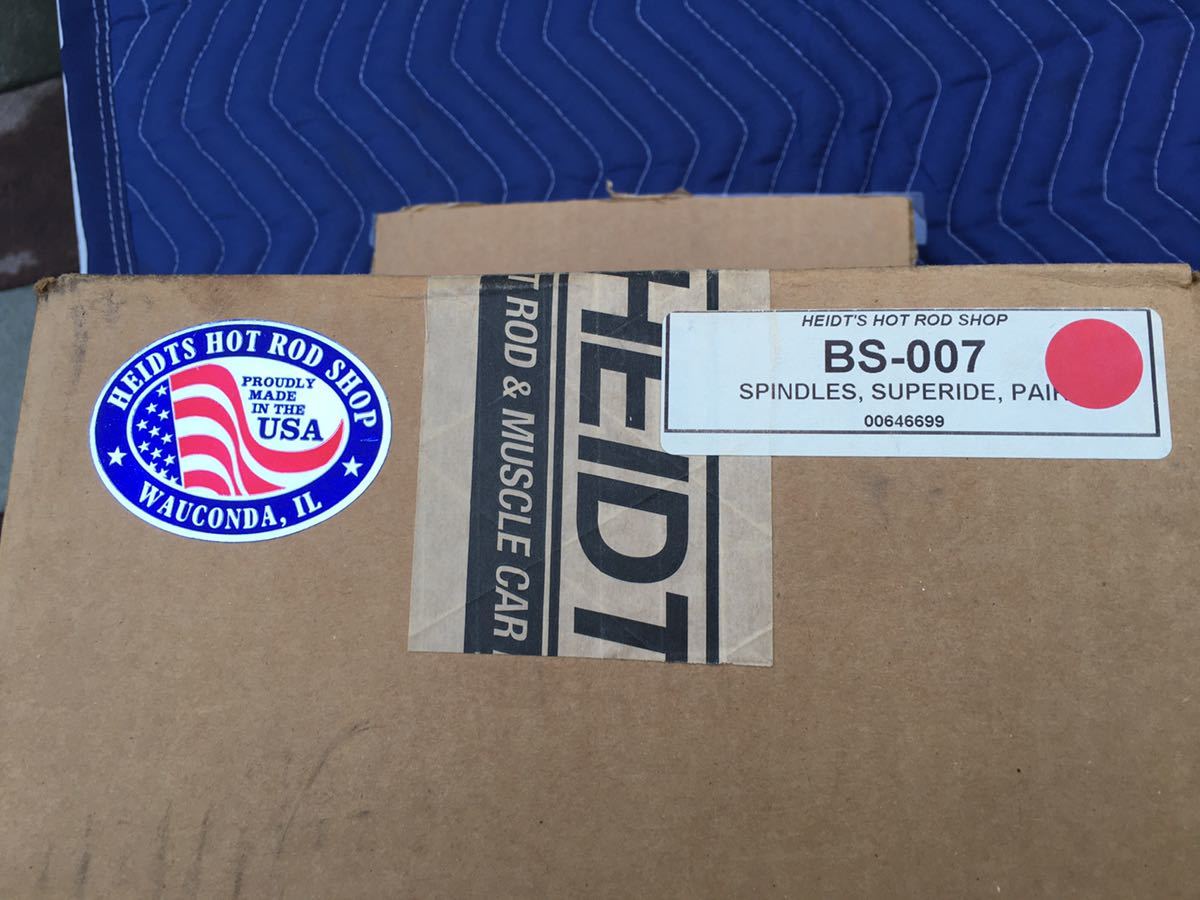 HEIDTS HOT ROD SHOP
PROUDLY
MADE
IN THE
USA
WAUCONDA, IL
ROD & MUSCLE CAR
HEIDT
HEIDT'S HOT ROD SHOP
BS-007
SPINDLES, SUPERIDE, PAIR
00646699